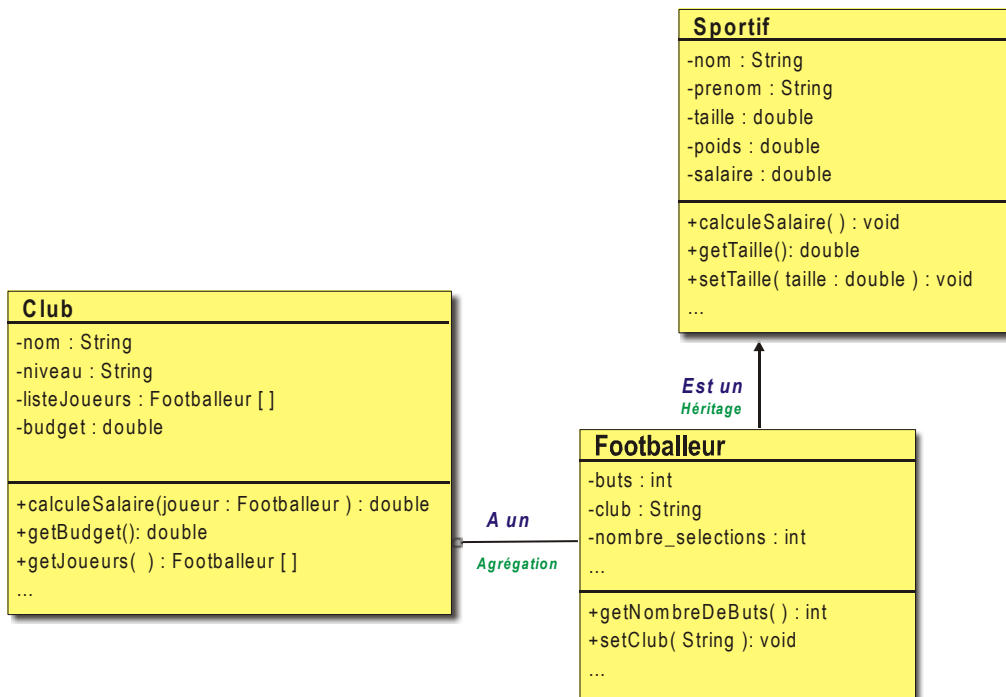 Sportif
-nom : String
-prenom : String
-taille : double
-poids : double
-salaire : double
+calculeSalaire( ) : void
+getTaille(): double
+setTaille( taille : double ) : void
...
Club
-nom : String
-niveau : String
-listeJoueurs : Footballeur [ ]
-budget : double
+calculeSalaire(joueur : Footballeur ) : double
+getBudget(): double
+getJoueurs( ) : Footballeur [ ]
...
Est un
Héritage
A un
Agrégation
Footballeur
-buts : int
-club : String
-nombre_selections : int
...
+getNombreDeButs( ) : int
+setClub( String ): void
...